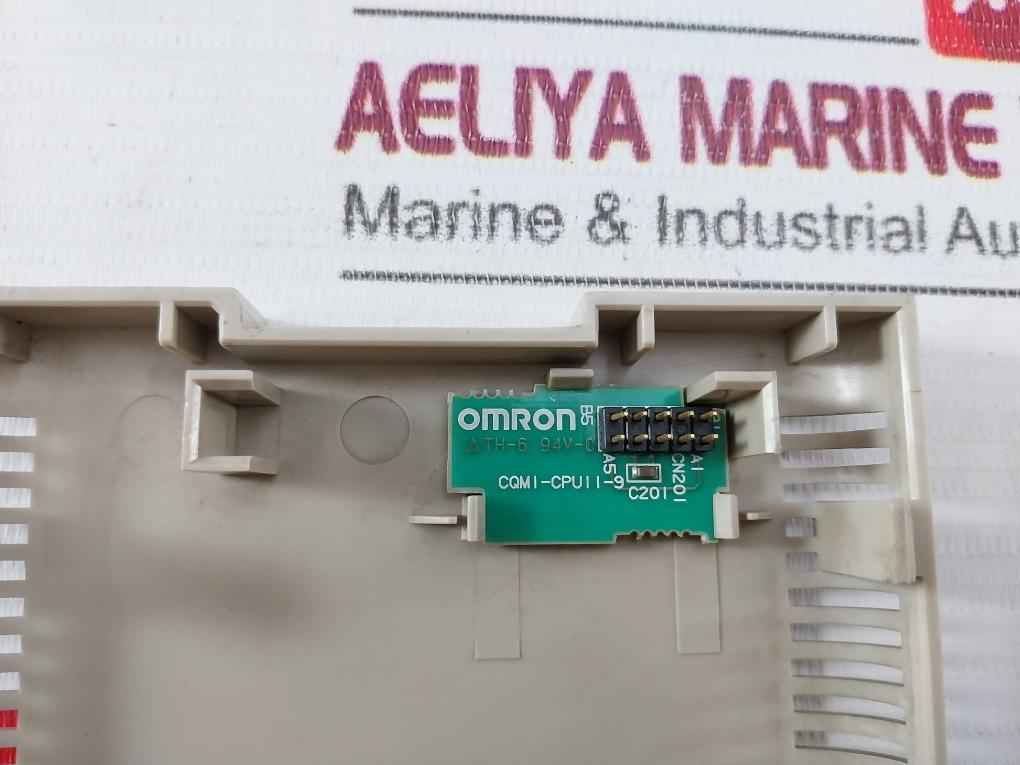 AELIYA MARINE
Marine & Industrial Au
OMRON
B5
TH-6 94V-0
A5
A1
CN201
CQM1-CPU11-9
C201